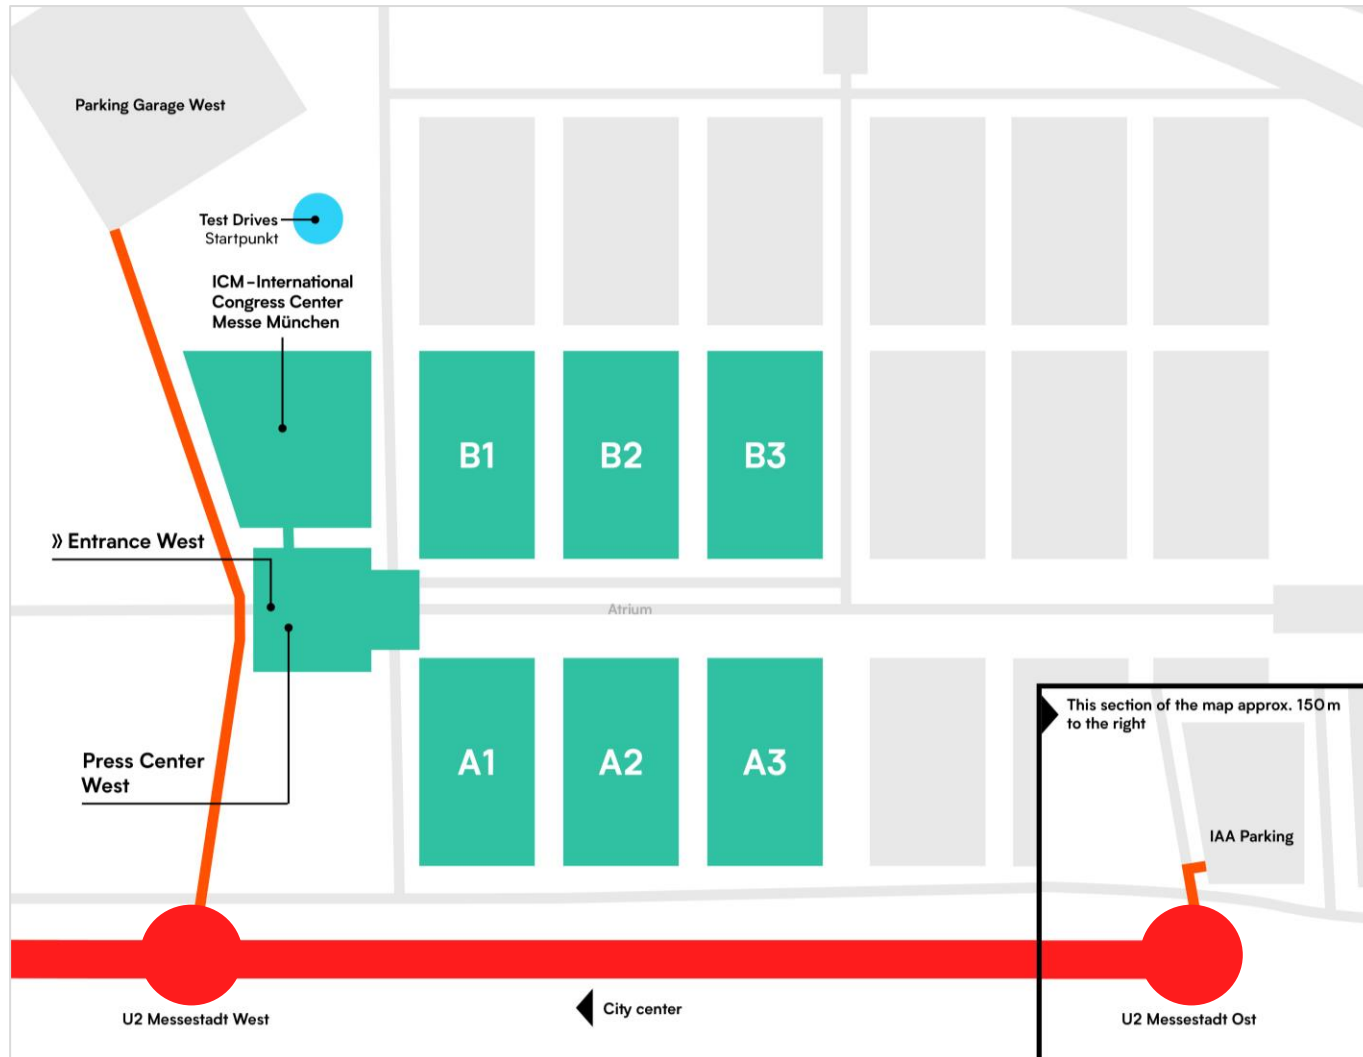 Parking Garage West
Test Drives
Startpunkt
ICM – International
Congress Center
Messe München
B1
B2
B3
» Entrance West
Atrium
This section of the map approx. 150 m
to the right
Press Center
West
A1
A2
A3
IAA Parking
City center
U2 Messestadt West
U2 Messestadt Ost